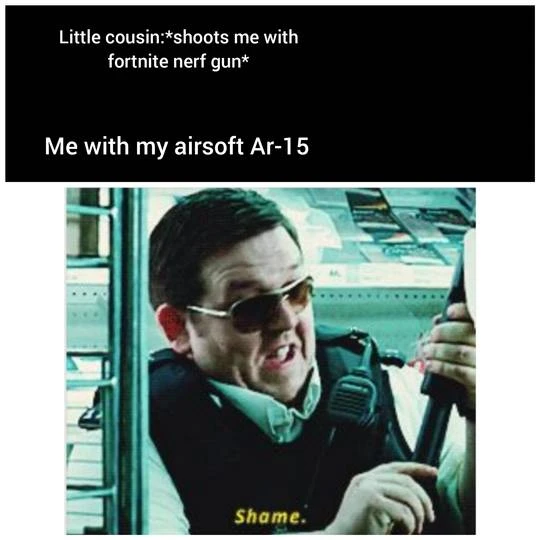 Little cousin:*shoots me with
fortnite nerf gun*
Me with my airsoft Ar-15
Shame.